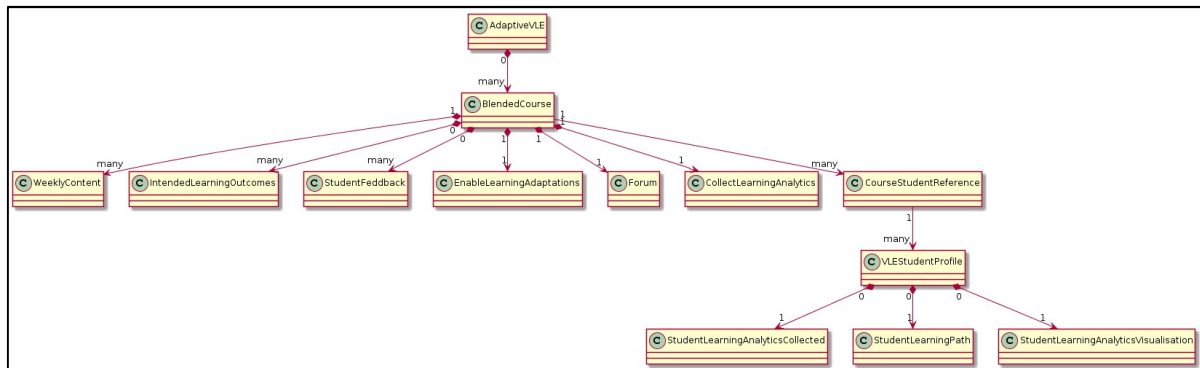 C AdaptiveVLE
0
many
C BlendedCourse
1 0 0 1 1 1 1
many many many 1 1 1 many
C WeeklyContent C IntendedLearningOutcomes C StudentFeddback C EnableLearningAdaptations C Forum C CollectLearningAnalytics C CourseStudentReference
1
many
C VLEStudentProfile
0 0 0
1 1 1
C StudentLearningAnalyticsCollected C StudentLearningPath C StudentLearningAnalyticsVisualisation